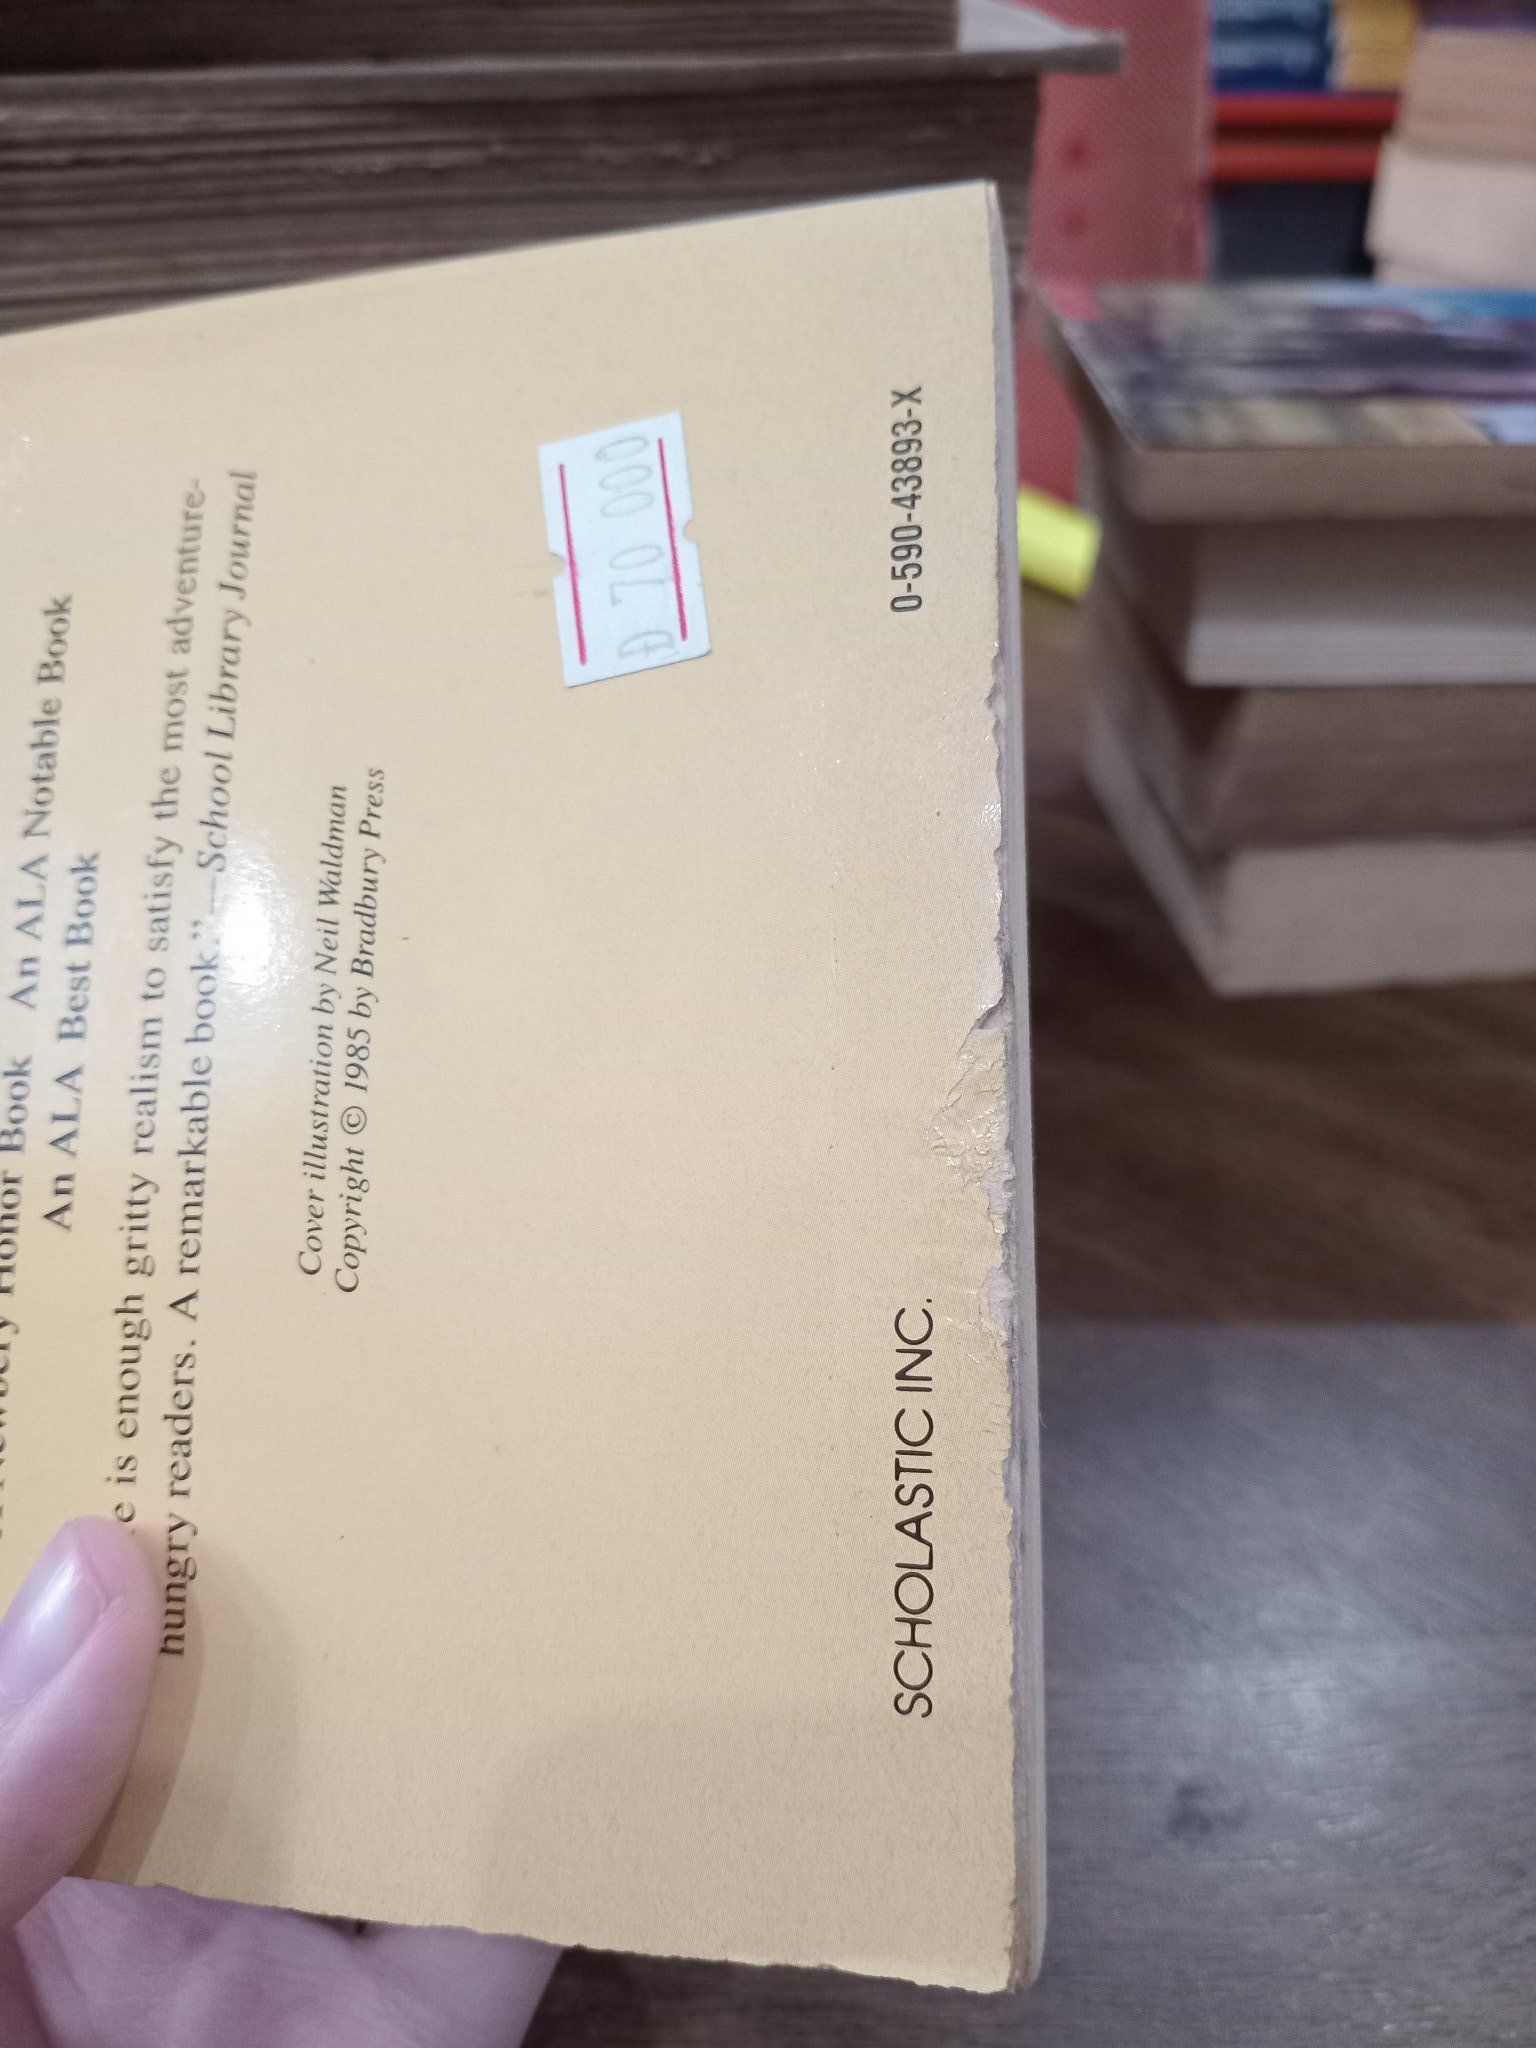 Honor Book An ALA Notable Book
An ALA Best Book
is enough gritty realism to satisfy the most adventure-
hungry readers. A remarkable book."—School Library Journal
Cover illustration by Neil Waldman
Copyright © 1985 by Bradbury Press
Đ 70 000
SCHOLASTIC INC.
0-590-43893-X